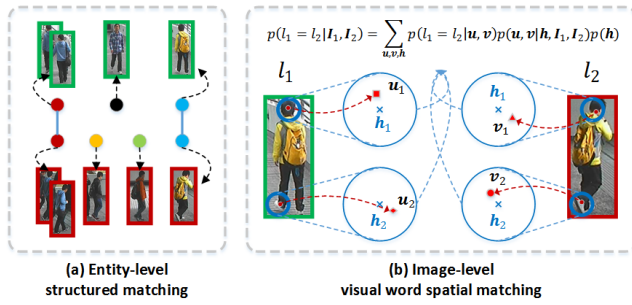 p(l₁ = l₂|I₁, I₂) = ∑ p(l₁ = l₂|u, v)p(u, v|h, I₁, I₂)p(h)
u,v,h
l₁
l₂
u₁
h₁
h₁
v₁
v₂
u₂
h₂
h₂
(a) Entity-level
structured matching
(b) Image-level
visual word spatial matching